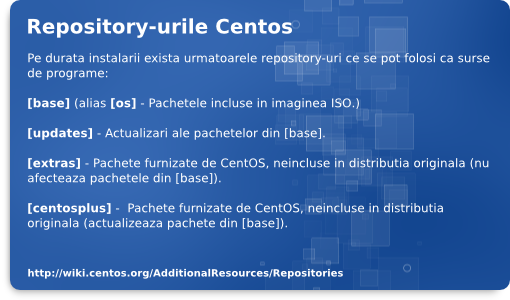 Repository-urile Centos
Pe durata instalarii exista urmatoarele repository-uri ce se pot folosi ca surse
de programe:
[base] (alias [os] - Pachetele incluse in imaginea ISO.)
[updates] - Actualizari ale pachetelor din [base].
[extras] - Pachete furnizate de CentOS, neincluse in distributia originala (nu
afecteaza pachetele din [base]).
[centosplus] -  Pachete furnizate de CentOS, neincluse in distributia
originala (actualizeaza pachete din [base]).
http://wiki.centos.org/AdditionalResources/Repositories